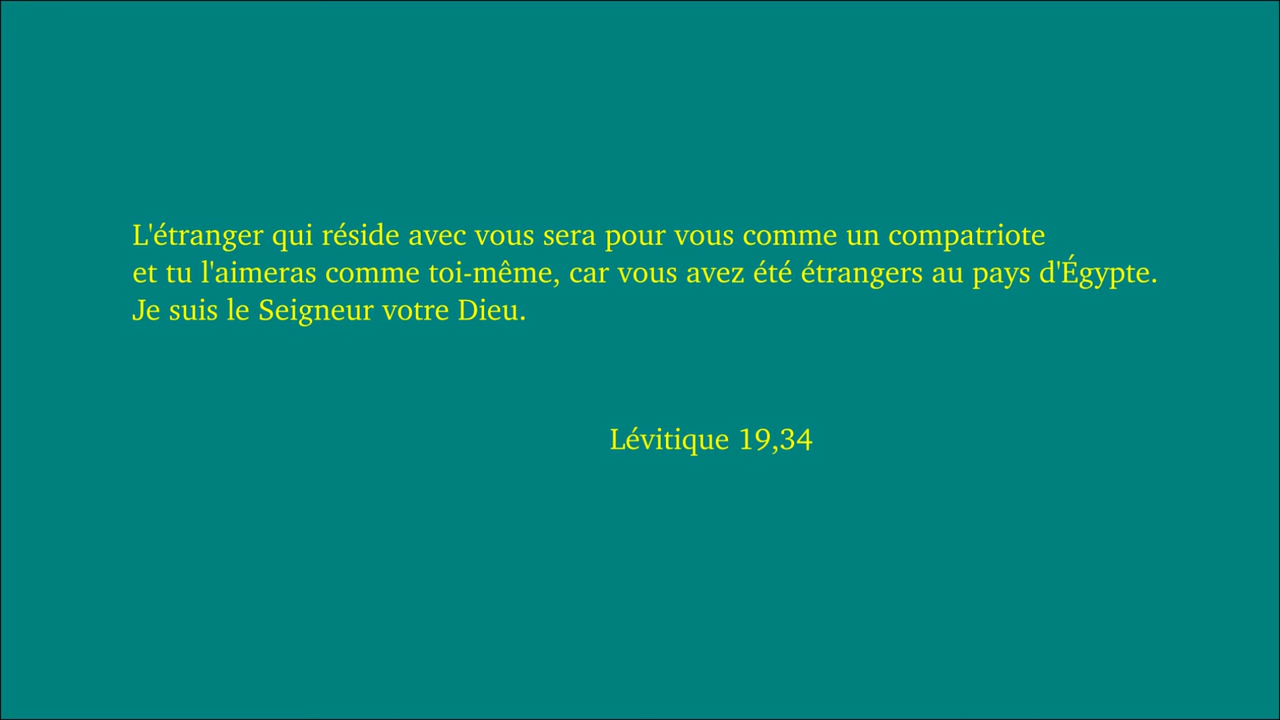 L'étranger qui réside avec vous sera pour vous comme un compatriote
et tu l'aimeras comme toi-même, car vous avez été étrangers au pays d'Égypte.
Je suis le Seigneur votre Dieu.
Lévitique 19,34